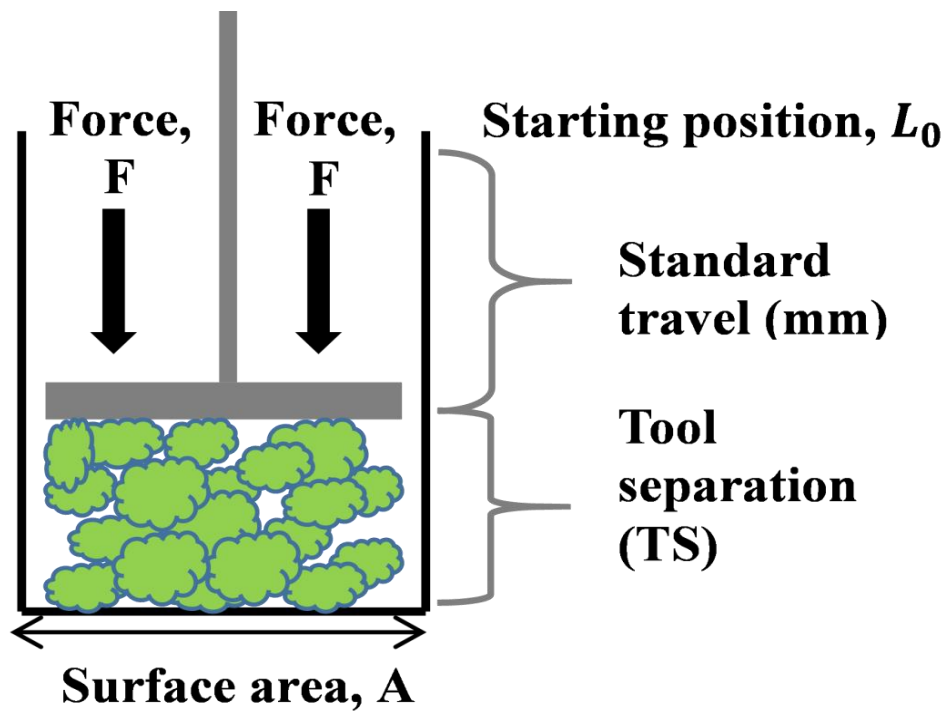 Force,
F
Force,
F
Starting position, L₀
Standard
travel (mm)
Tool
separation
(TS)
Surface area, A